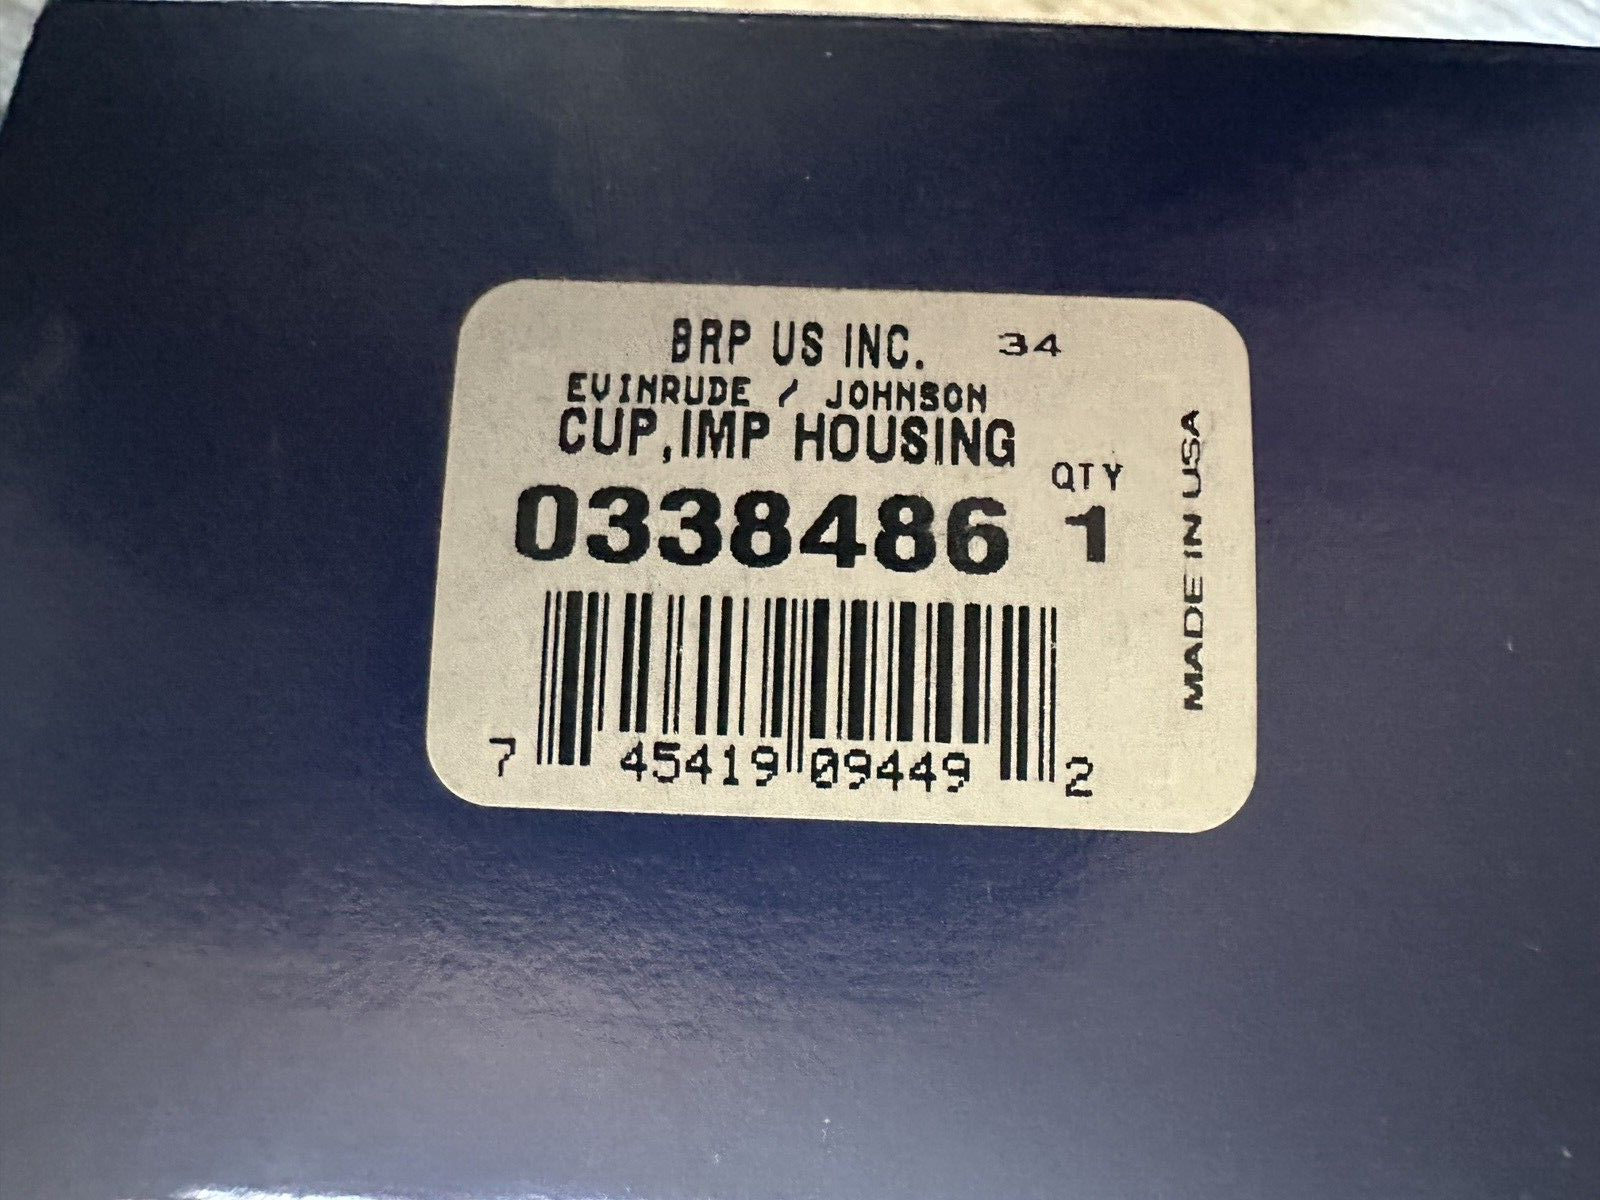 BRP US INC. 34
EVINRUDE / JOHNSON
CUP,IMP HOUSING
QTY
0338486 1
MADE IN USA
7 45419 09449 2